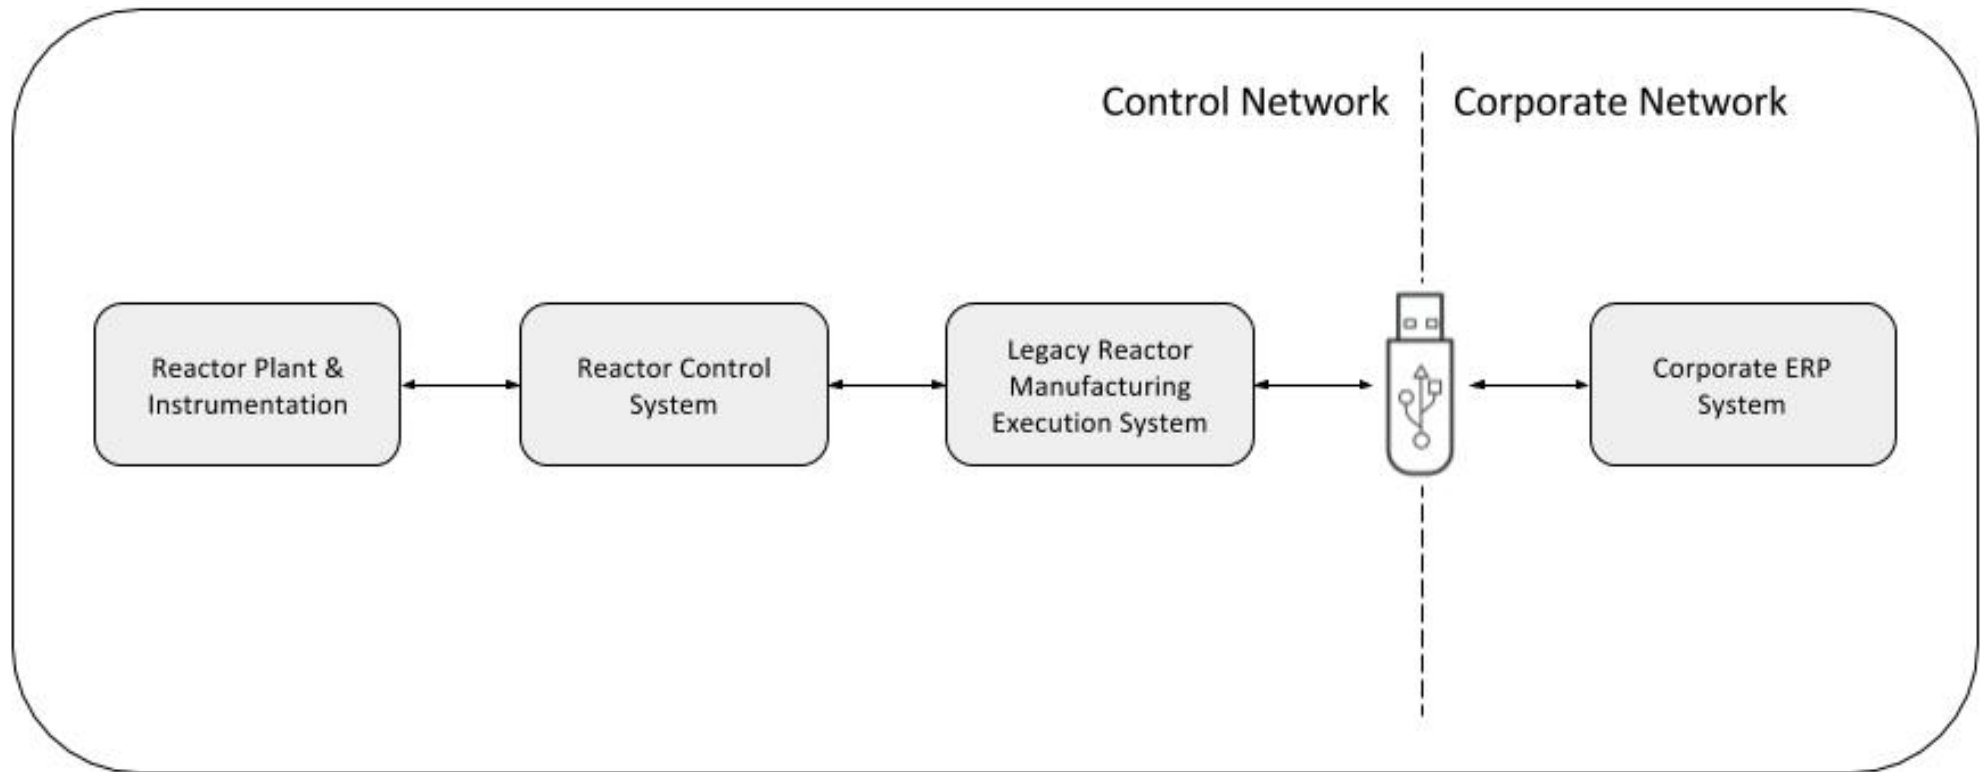 Control Network
Corporate Network
Reactor Plant &
Instrumentation
Reactor Control
System
Legacy Reactor
Manufacturing
Execution System
Corporate ERP
System